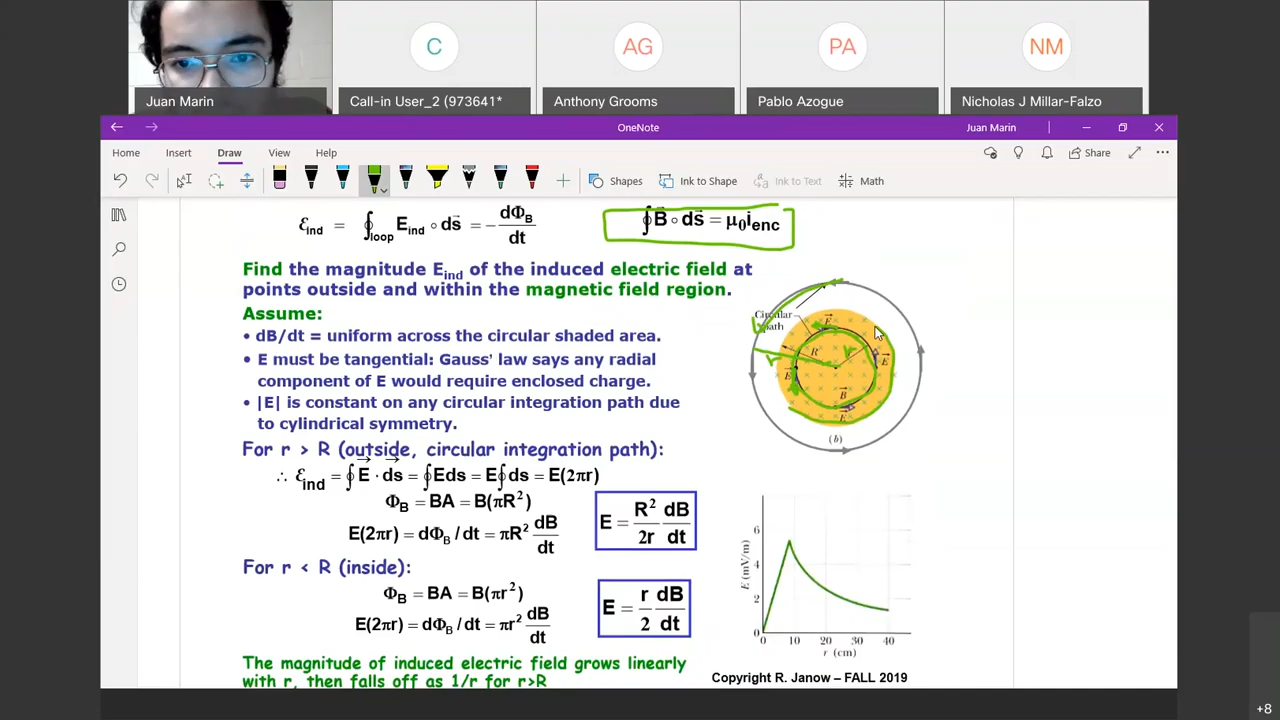 C
AG
PA
NM
Juan Marin
Call-in User_2 (973641*
Anthony Grooms
Pablo Azogue
Nicholas J Millar-Falzo
OneNote
Juan Marin
Home Insert Draw View Help
Share
Shapes
Ink to Shape
Ink to Text
Math
ℰind = ∮loop Eind ∘ ds⃗ = − dΦB/dt
∮B⃗ ∘ ds⃗ = μ0ienc
Find the magnitude Eind of the induced electric field at
points outside and within the magnetic field region.
Assume:
• dB/dt = uniform across the circular shaded area.
• E must be tangential: Gauss' law says any radial
component of E would require enclosed charge.
• |E| is constant on any circular integration path due
to cylindrical symmetry.
For r > R (outside, circular integration path):
∴ ℰind = ∮E⃗ · ds⃗ = ∮Eds = E∮ds = E(2πr)
ΦB = BA = B(πR²)
E(2πr) = dΦB / dt = πR² dB/dt
E = R²/2r dB/dt
For r < R (inside):
ΦB = BA = B(πr²)
E(2πr) = dΦB / dt = πr² dB/dt
E = r/2 dB/dt
The magnitude of induced electric field grows linearly
with r, then falls off as 1/r for r>R
Circular
path
E⃗
R
r
r
E⃗
E⃗
B⃗
E⃗
(b)
E (mV/m)
6
4
2
0
0 10 20 30 40
r (cm)
Copyright R. Janow – FALL 2019
+8